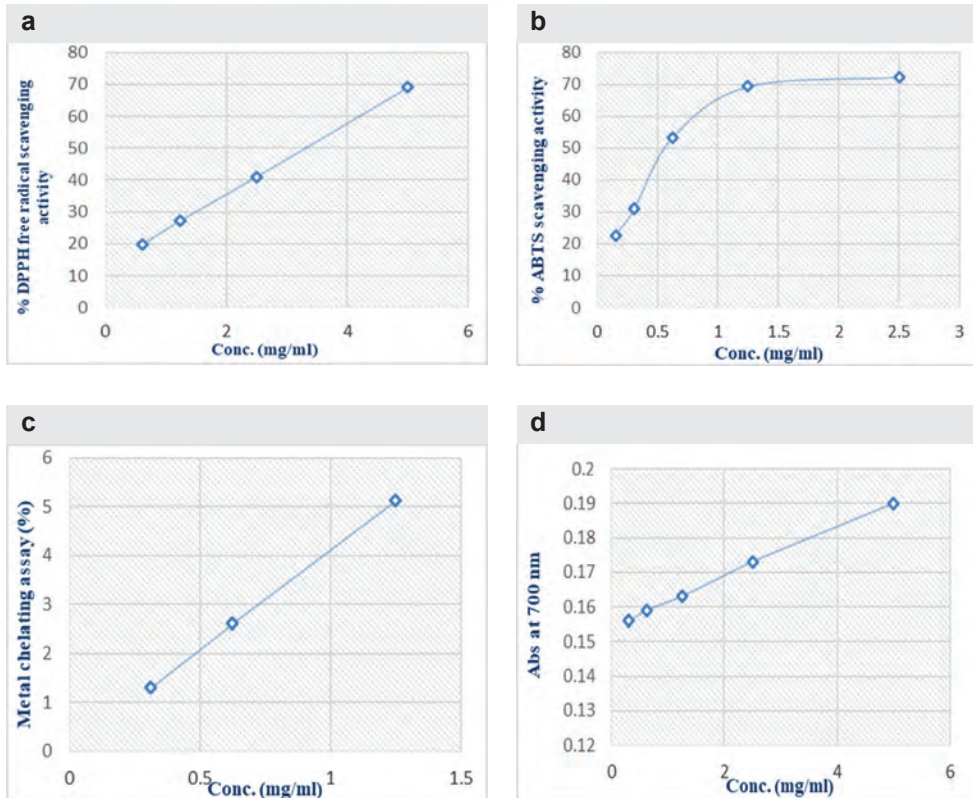 a
80
70
60
50
40
30
20
10
0
0 2 4 6
% DPPH free radical scavenging
activity
Conc. (mg/ml)
b
80
70
60
50
40
30
20
10
0
0 0.5 1 1.5 2 2.5 3
% ABTS scavenging activity
Conc. (mg/ml)
c
6
5
4
3
2
1
0
0 0.5 1 1.5
Metal chelating assay (%)
Conc. (mg/ml)
d
0.2
0.19
0.18
0.17
0.16
0.15
0.14
0.13
0.12
0 2 4 6
Abs at 700 nm
Conc. (mg/ml)